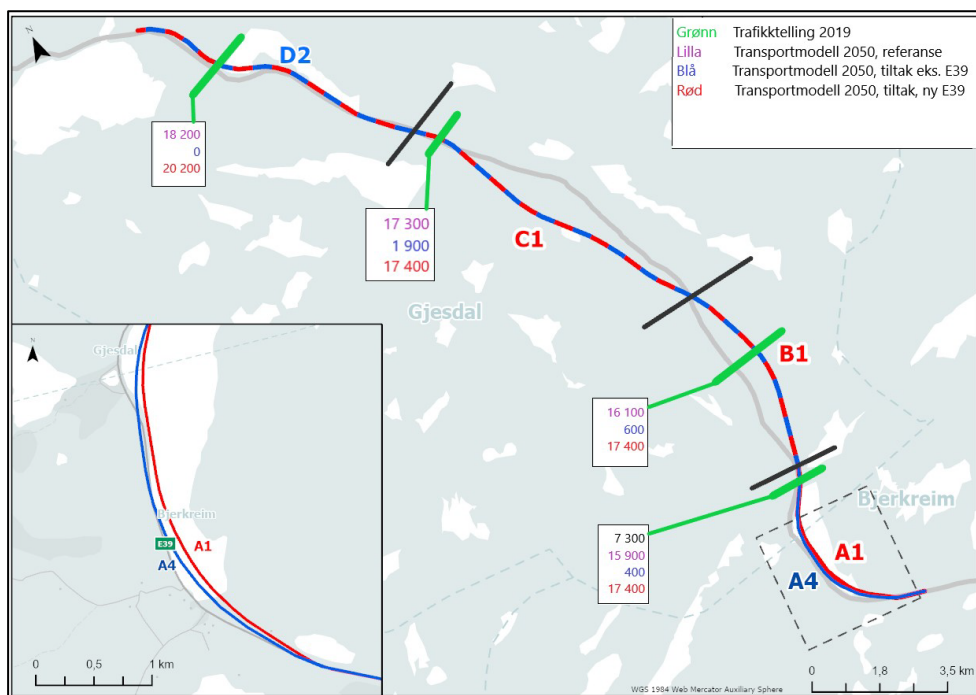 Grønn Trafikktelling 2019
Lilla Transportmodell 2050, referanse
Blå Transportmodell 2050, tiltak eks. E39
Rød Transportmodell 2050, tiltak, ny E39
N
D2
18 200
0
20 200
17 300
1 900
17 400
C1
Gjesdal
B1
16 100
600
17 400
Bjerkreim
7 300
15 900
400
17 400
A1
A4
N
Gjesdal
Bjerkreim
E39
A1
A4
0 0,5 1 km
0 1,8 3,5 km
WGS 1984 Web Mercator Auxiliary Sphere